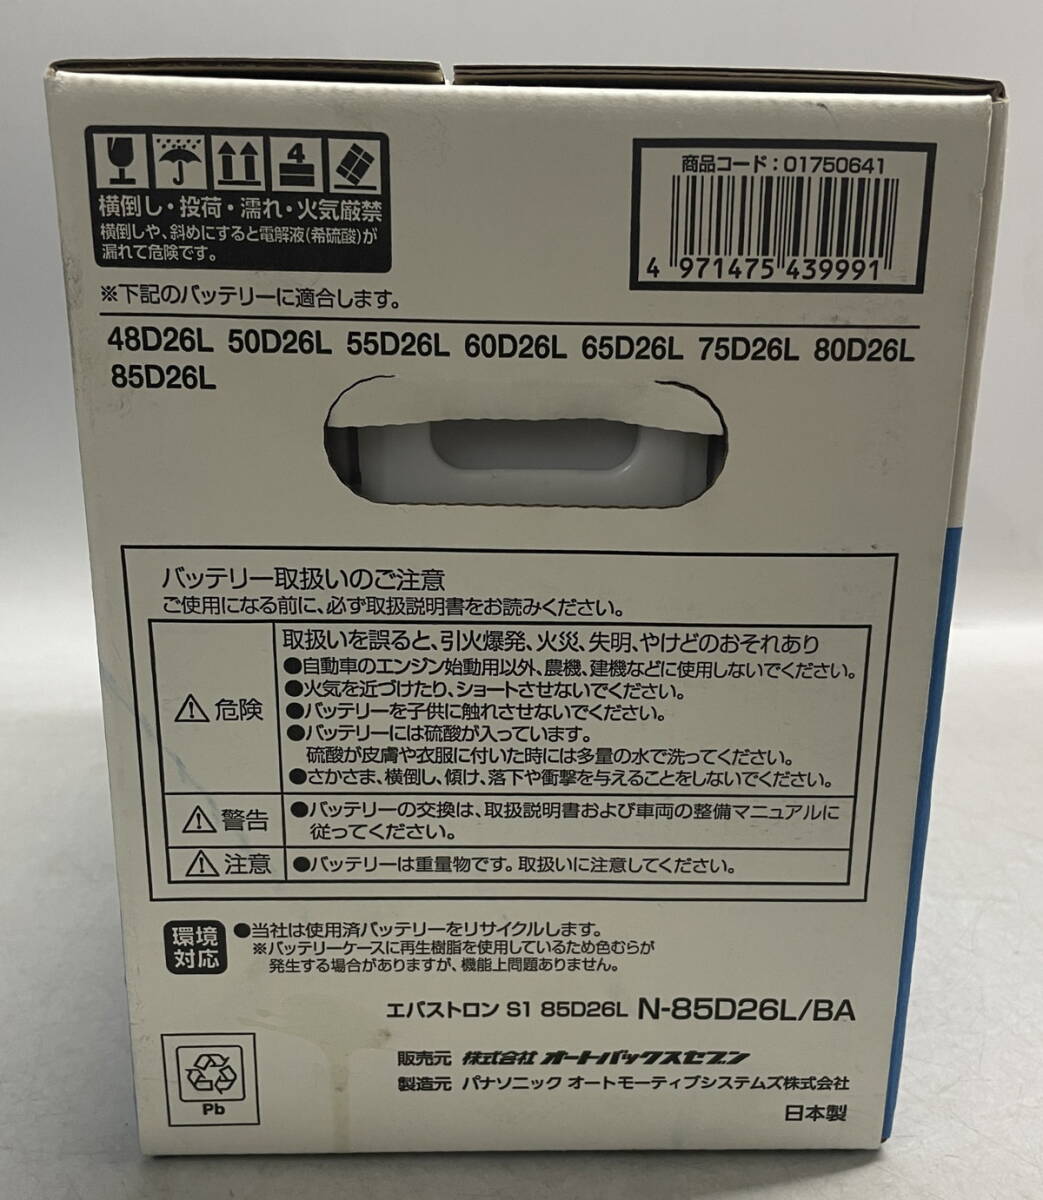 4
横倒し・投荷・濡れ・火気厳禁
横倒しや、斜めにすると電解液(希硫酸)が
漏れて危険です。
商品コード：01750641
4 971475 439991
※下記のバッテリーに適合します。
48D26L 50D26L 55D26L 60D26L 65D26L 75D26L 80D26L
85D26L
バッテリー取扱いのご注意
ご使用になる前に、必ず取扱説明書をお読みください。
危険
取扱いを誤ると、引火爆発、火災、失明、やけどのおそれあり
●自動車のエンジン始動用以外、農機、建機などに使用しないでください。
●火気を近づけたり、ショートさせないでください。
●バッテリーを子供に触れさせないでください。
●バッテリーには硫酸が入っています。
硫酸が皮膚や衣服に付いた時には多量の水で洗ってください。
●さかさま、横倒し、傾け、落下や衝撃を与えることをしないでください。
警告
●バッテリーの交換は、取扱説明書および車両の整備マニュアルに
従ってください。
注意
●バッテリーは重量物です。取扱いに注意してください。
環境
対応
●当社は使用済バッテリーをリサイクルします。
※バッテリーケースに再生樹脂を使用しているため色むらが
発生する場合がありますが、機能上問題ありません。
エバストロン S1 85D26L N-85D26L/BA
販売元 株式会社 オートバックスセブン
製造元 パナソニック オートモーティブシステムズ株式会社
日本製
Pb